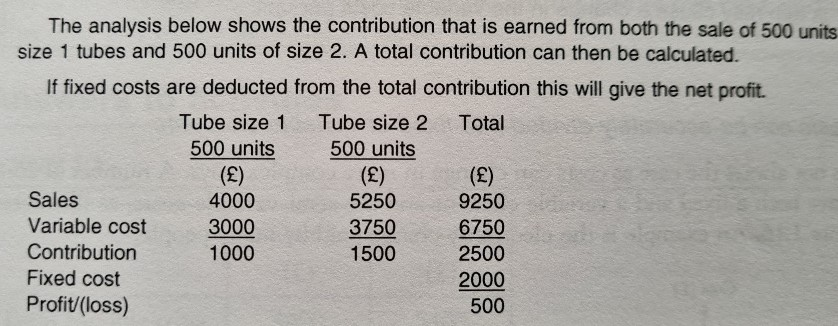 The analysis below shows the contribution that is earned from both the sale of 500 units
size 1 tubes and 500 units of size 2. A total contribution can then be calculated.
If fixed costs are deducted from the total contribution this will give the net profit.
Tube size 1 Tube size 2 Total
500 units 500 units
(£) (£) (£)
Sales 4000 5250 9250
Variable cost 3000 3750 6750
Contribution 1000 1500 2500
Fixed cost 2000
Profit/(loss) 500